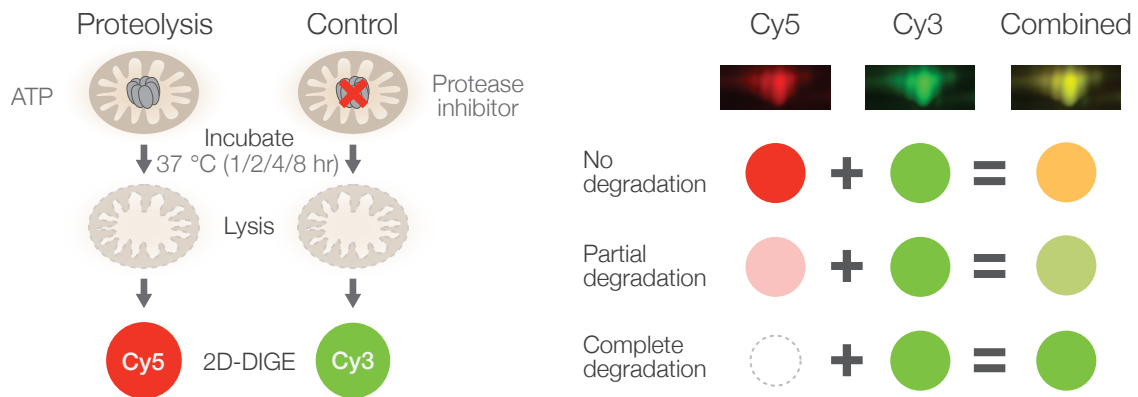 Proteolysis
Control
ATP
Protease
inhibitor
Incubate
37 °C (1/2/4/8 hr)
Lysis
Cy5
2D-DIGE
Cy3
Cy5
Cy3
Combined
No
degradation
+
=
Partial
degradation
+
=
Complete
degradation
+
=